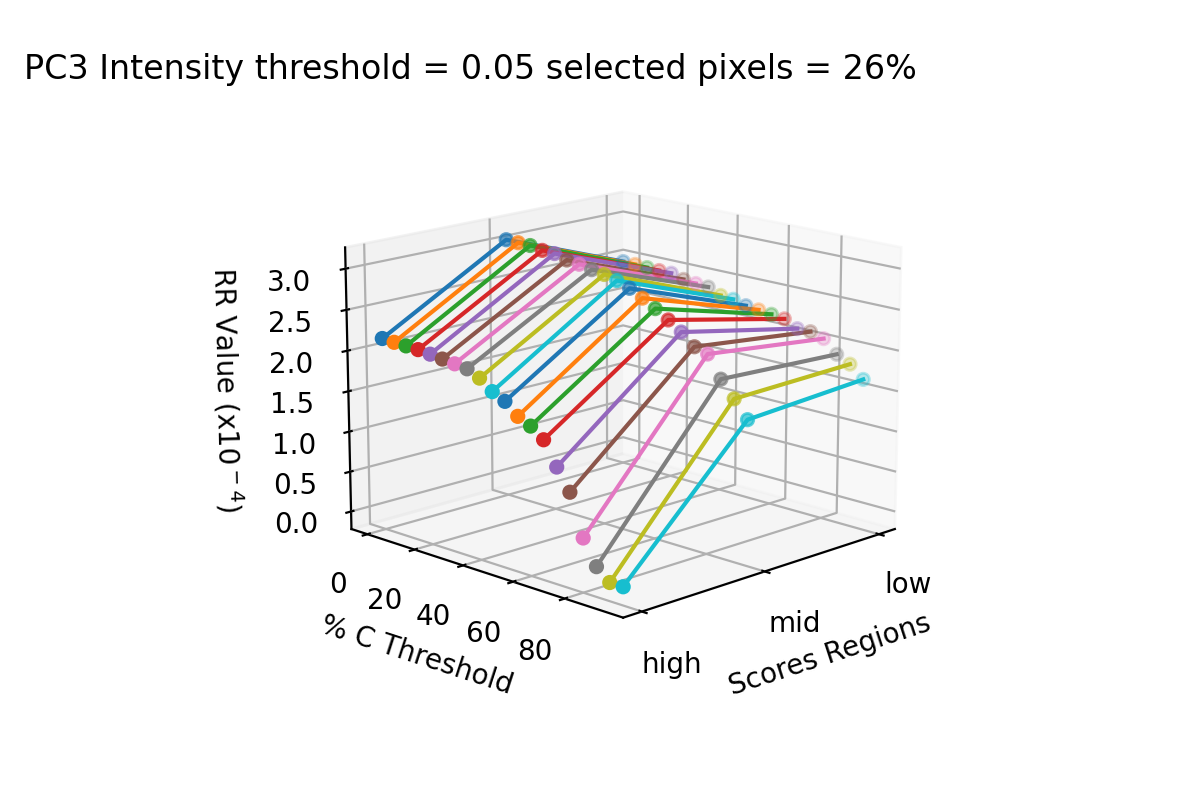 PC3 Intensity threshold = 0.05 selected pixels = 26%
RR Value (x10⁻⁴)
3.0
2.5
2.0
1.5
1.0
0.5
0.0
0
20
40
60
80
% C Threshold
high
mid
low
Scores Regions